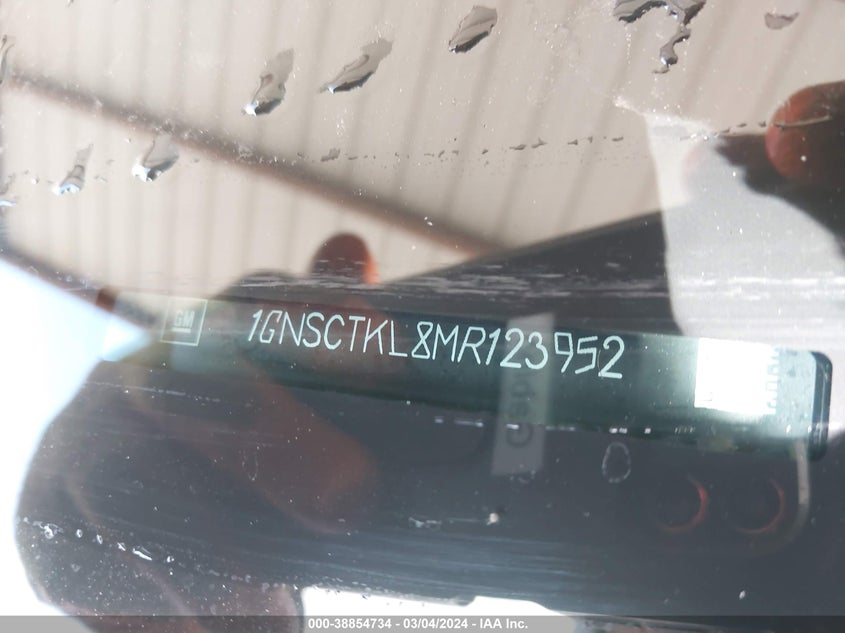 GM 1GNSCTKL8MR123952
000-38854734 - 03/04/2024 - IAA Inc.